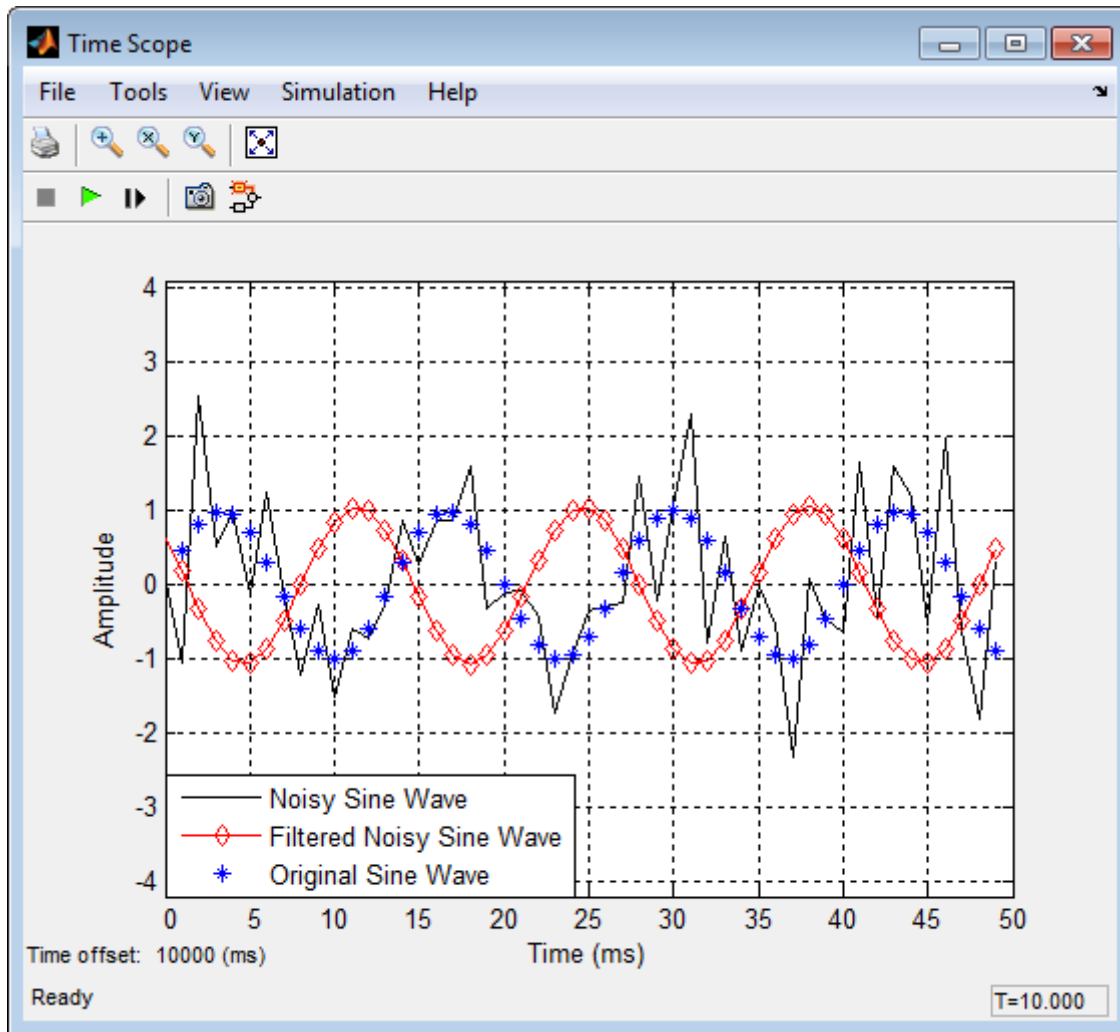 Time Scope
File Tools View Simulation Help
4
3
2
1
0
-1
-2
-3
-4
Amplitude
Noisy Sine Wave
Filtered Noisy Sine Wave
Original Sine Wave
0 5 10 15 20 25 30 35 40 45 50
Time offset: 10000 (ms)
Time (ms)
Ready
T=10.000